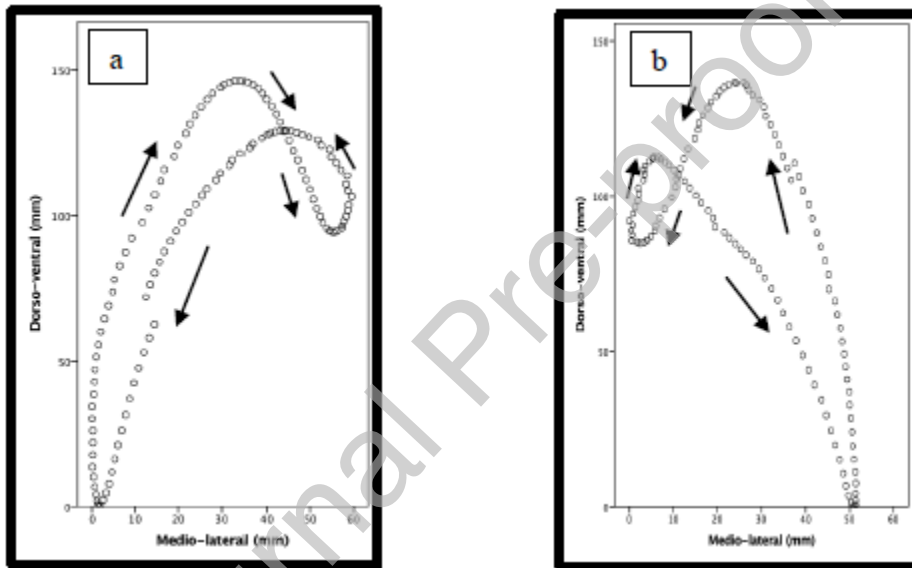 a
150
100
50
0
Dorso-ventral (mm)
0 10 20 30 40 50 60
Medio-lateral (mm)
b
150
100
50
0
Dorso-ventral (mm)
0 10 20 30 40 50 60
Medio-lateral (mm)
rnal Pre-proof